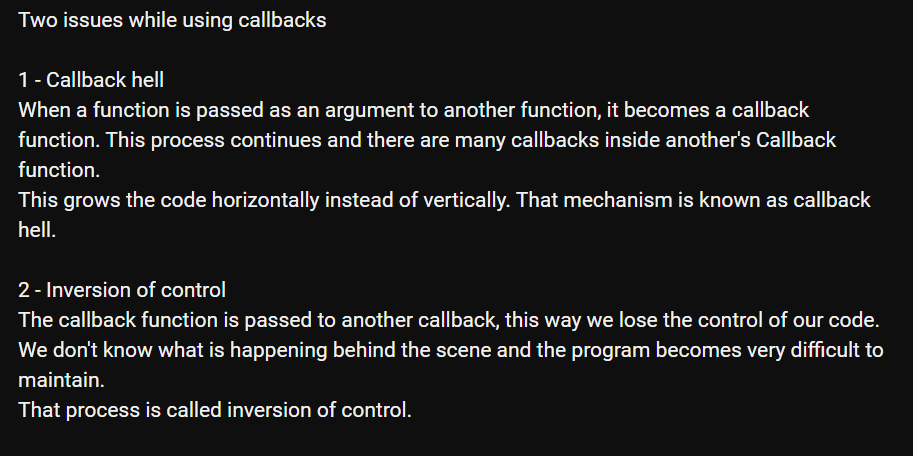 Two issues while using callbacks
1 - Callback hell
When a function is passed as an argument to another function, it becomes a callback
function. This process continues and there are many callbacks inside another's Callback
function.
This grows the code horizontally instead of vertically. That mechanism is known as callback
hell.
2 - Inversion of control
The callback function is passed to another callback, this way we lose the control of our code.
We don't know what is happening behind the scene and the program becomes very difficult to
maintain.
That process is called inversion of control.